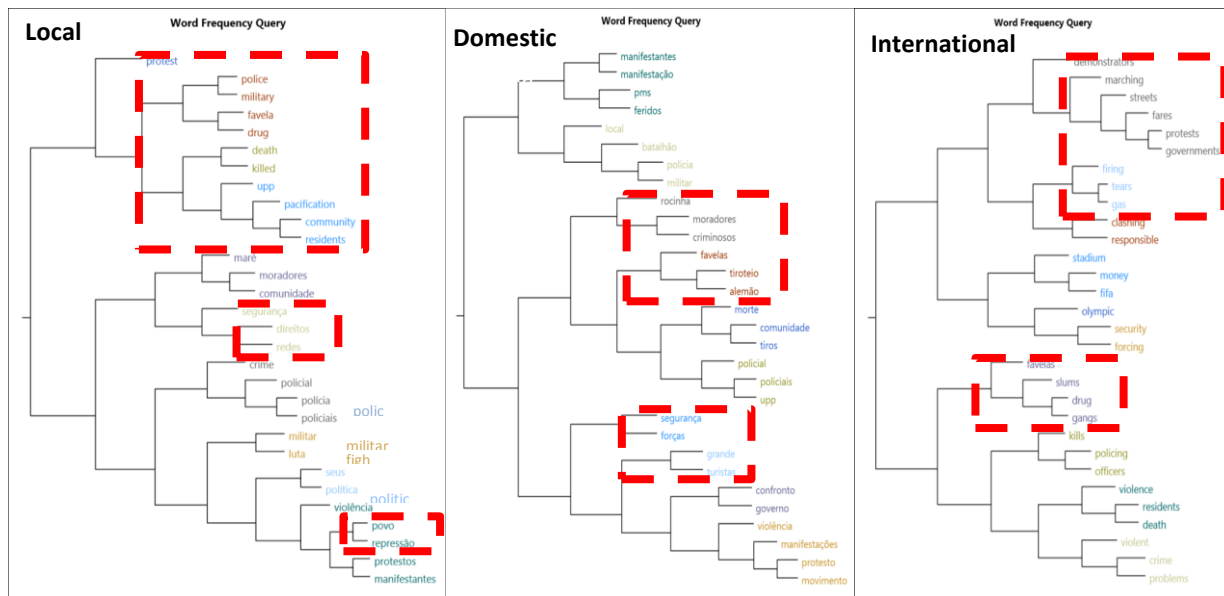 Local
Word Frequency Query
protest
police
military
favela
drug
death
killed
upp
pacification
community
residents
maré
moradores
comunidade
segurança
direitos
redes
crime
policial
polícia
policiais
polic
militar
militar
luta
figh
seus
política
politic
violência
povo
repressão
protestos
manifestantes
Domestic
Word Frequency Query
manifestantes
manifestação
pms
feridos
local
batalhão
polícia
militar
rocinha
moradores
criminosos
favelas
tiroteio
alemão
morte
comunidade
tiros
policial
policiais
upp
segurança
forças
grande
turistas
confronto
governo
violência
manifestações
protesto
movimento
International
Word Frequency Query
demonstrators
marching
streets
fares
protests
governments
firing
tears
gas
clashing
responsible
stadium
money
fifa
olympic
security
forcing
favelas
slums
drug
gangs
kills
policing
officers
violence
residents
death
violent
crime
problems